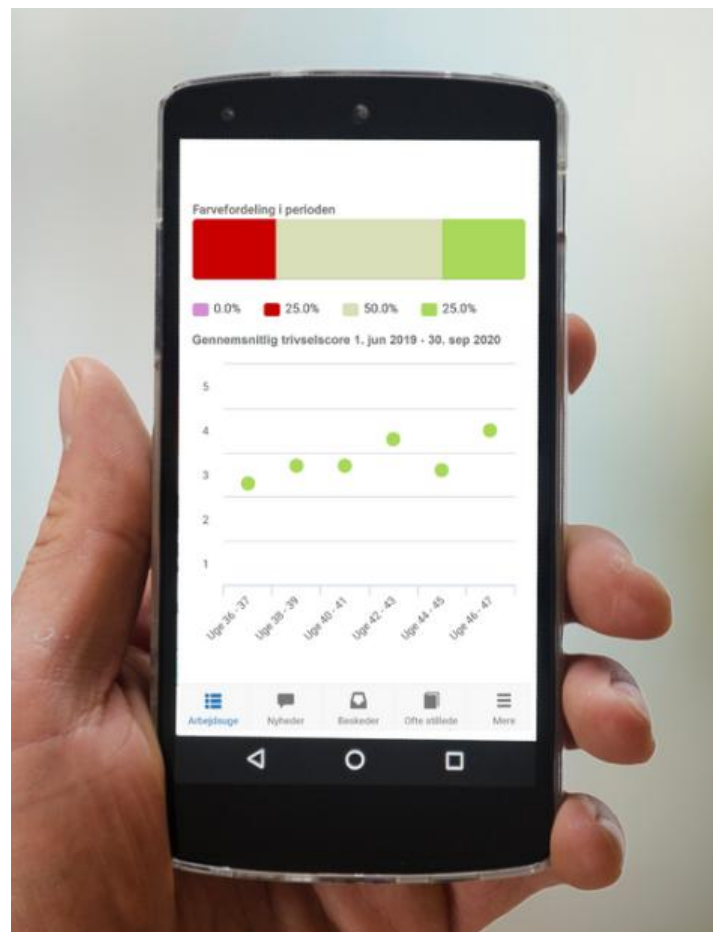 Farvefordeling i perioden
0.0% 25.0% 50.0% 25.0%
Gennemsnitlig trivselscore 1. jun 2019 - 30. sep 2020
5
4
3
2
1
Uge 36 - 37 Uge 38 - 39 Uge 40 - 41 Uge 42 - 43 Uge 44 - 45 Uge 46 - 47
Arbejdsuge Nyheder Beskeder Ofte stillede Mere